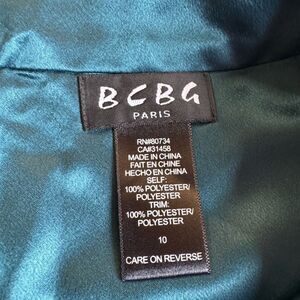 BCBG
PARIS
RN#80734
CA#31458
MADE IN CHINA
FAIT EN CHINE
HECHO EN CHINA
SELF:
100% POLYESTER/
POLYESTER
TRIM:
100% POLYESTER/
POLYESTER
10
CARE ON REVERSE